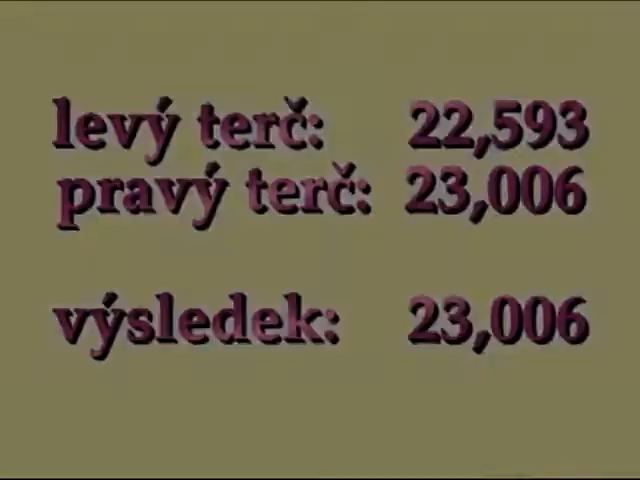 levý terč: 22,593
pravý terč: 23,006
výsledek: 23,006